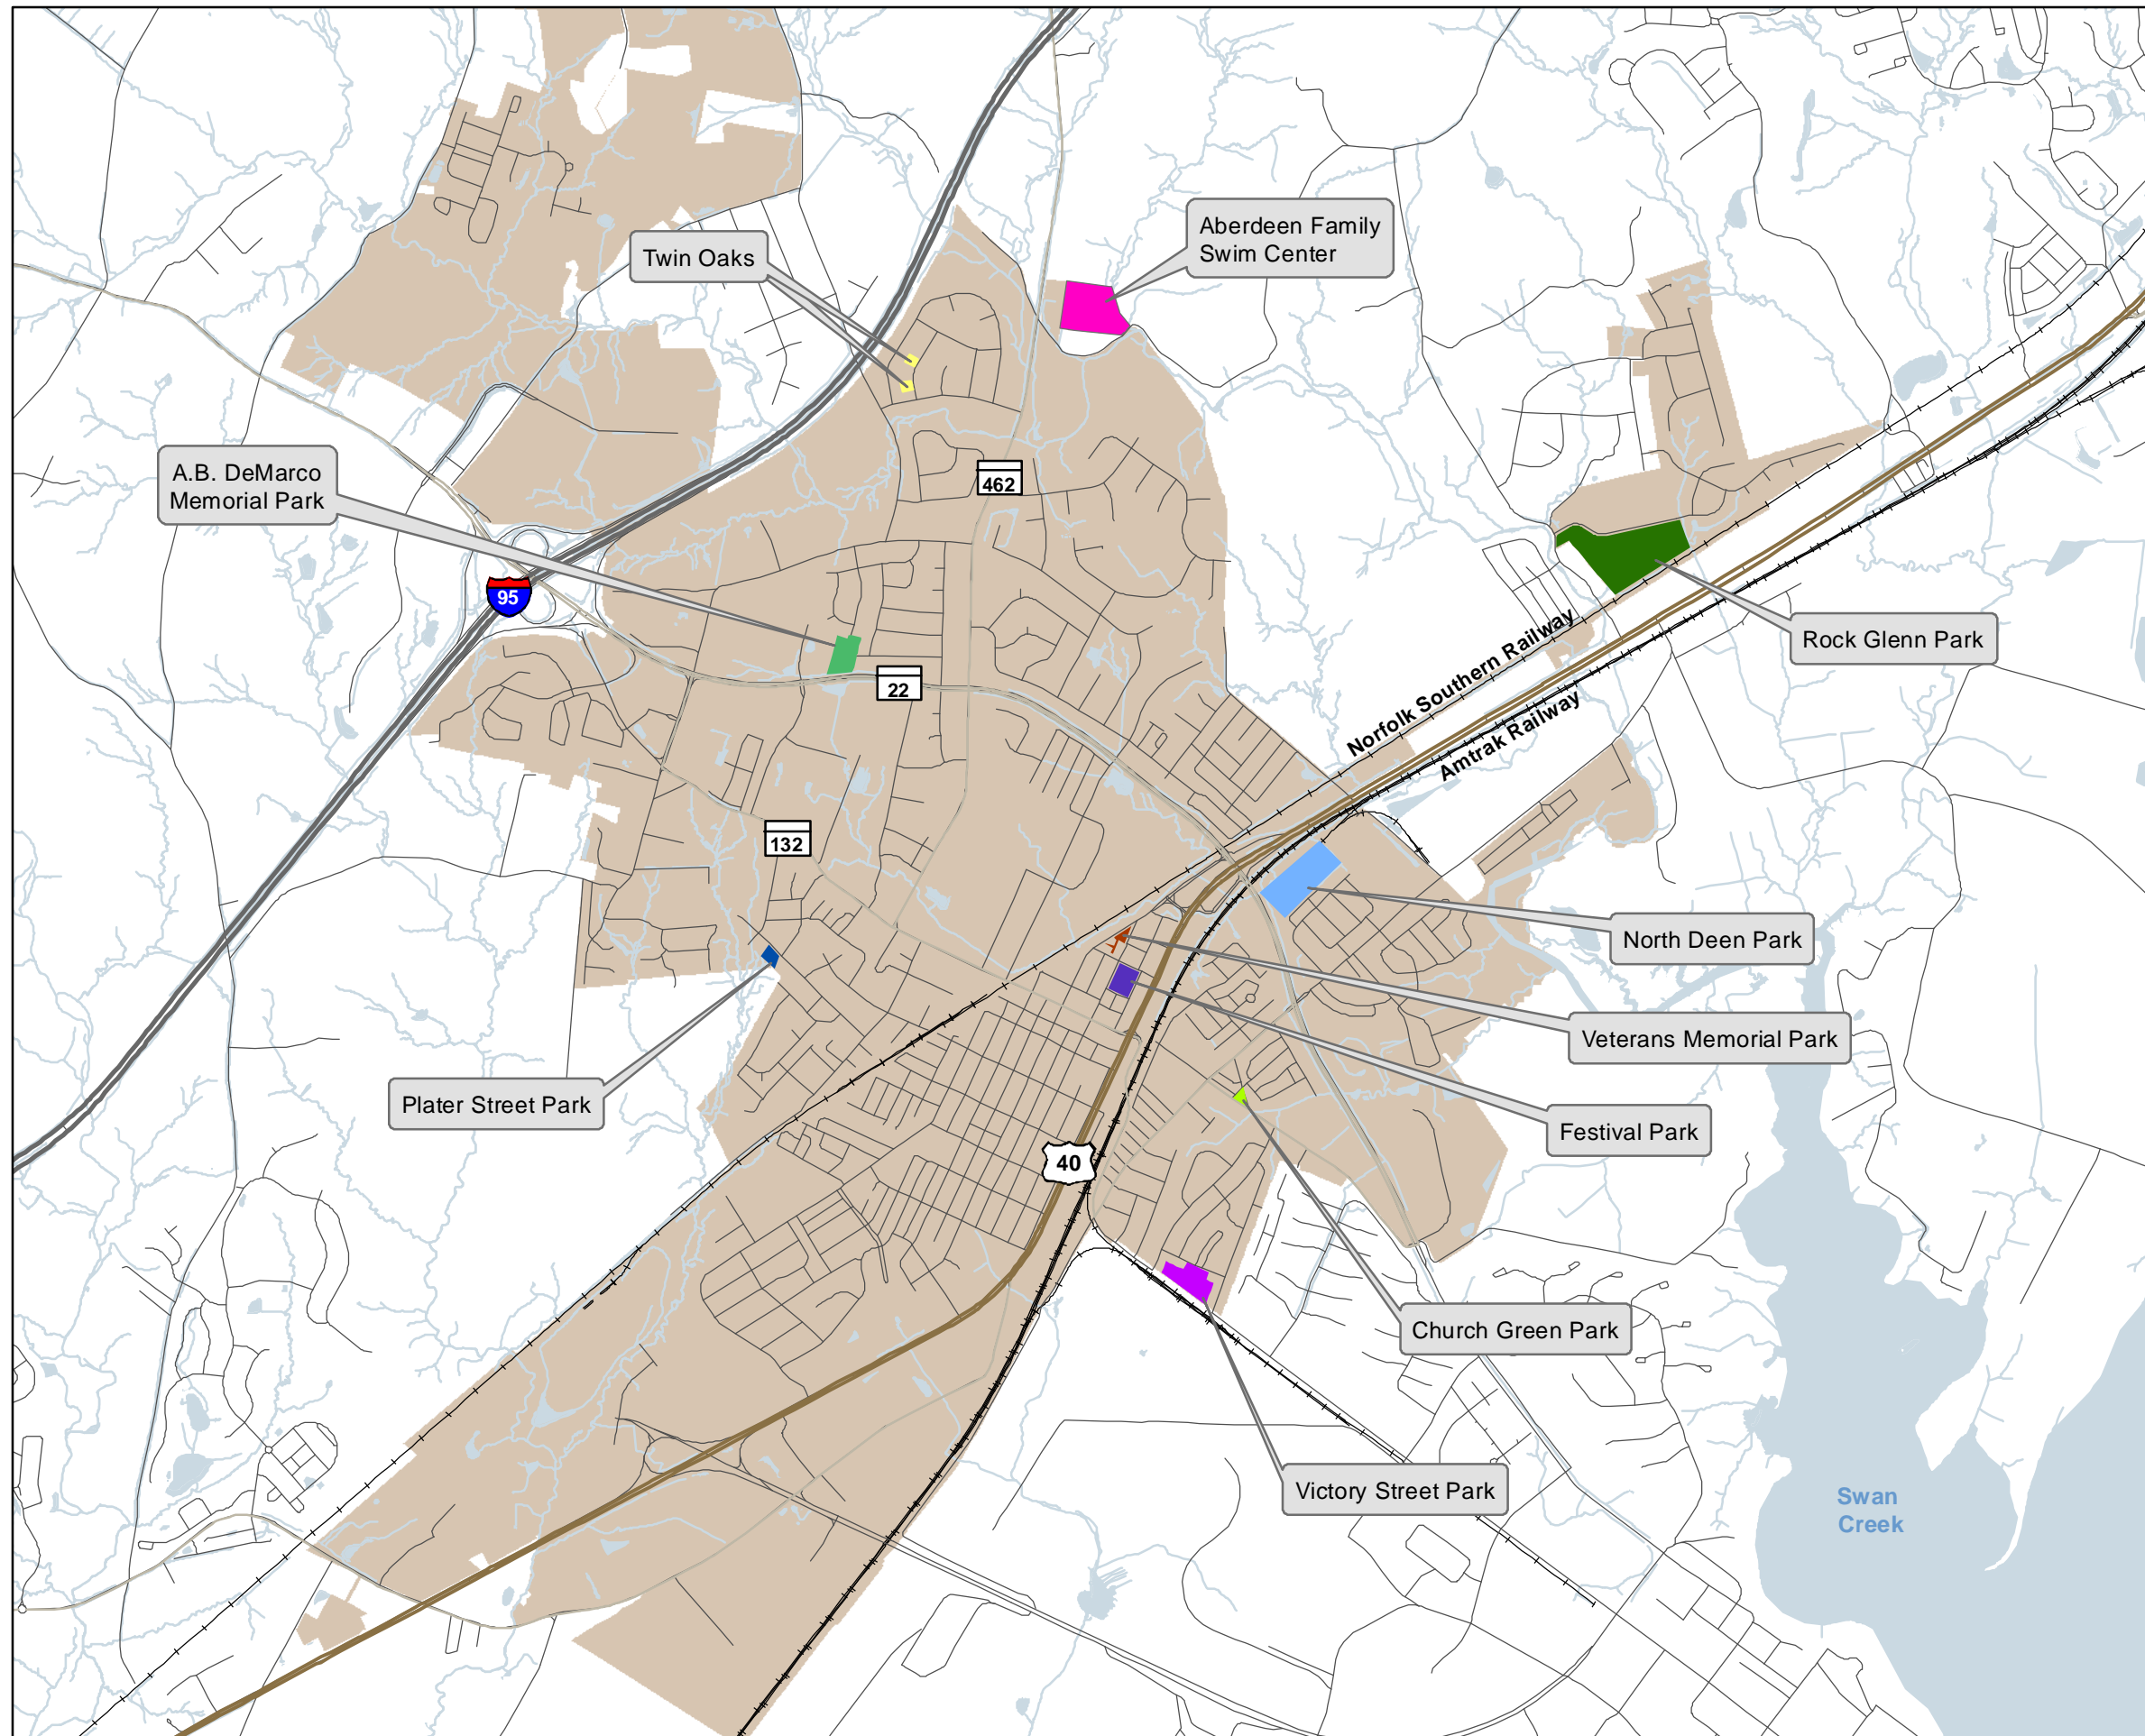 Aberdeen Family
Swim Center
Twin Oaks
A.B. DeMarco
Memorial Park
462
95
Rock Glenn Park
22
Norfolk Southern Railway
Amtrak Railway
132
North Deen Park
Veterans Memorial Park
Plater Street Park
Festival Park
40
Church Green Park
Victory Street Park
Swan
Creek